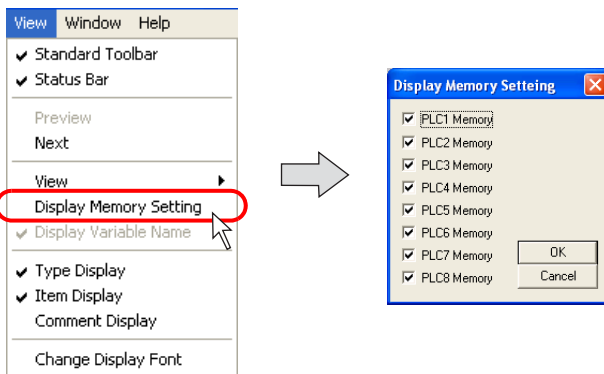 View Window Help
Standard Toolbar
Status Bar
Preview
Next
View
Display Memory Setting
Display Variable Name
Type Display
Item Display
Comment Display
Change Display Font
Display Memory Setteing
PLC1 Memory
PLC2 Memory
PLC3 Memory
PLC4 Memory
PLC5 Memory
PLC6 Memory
PLC7 Memory
PLC8 Memory
OK
Cancel